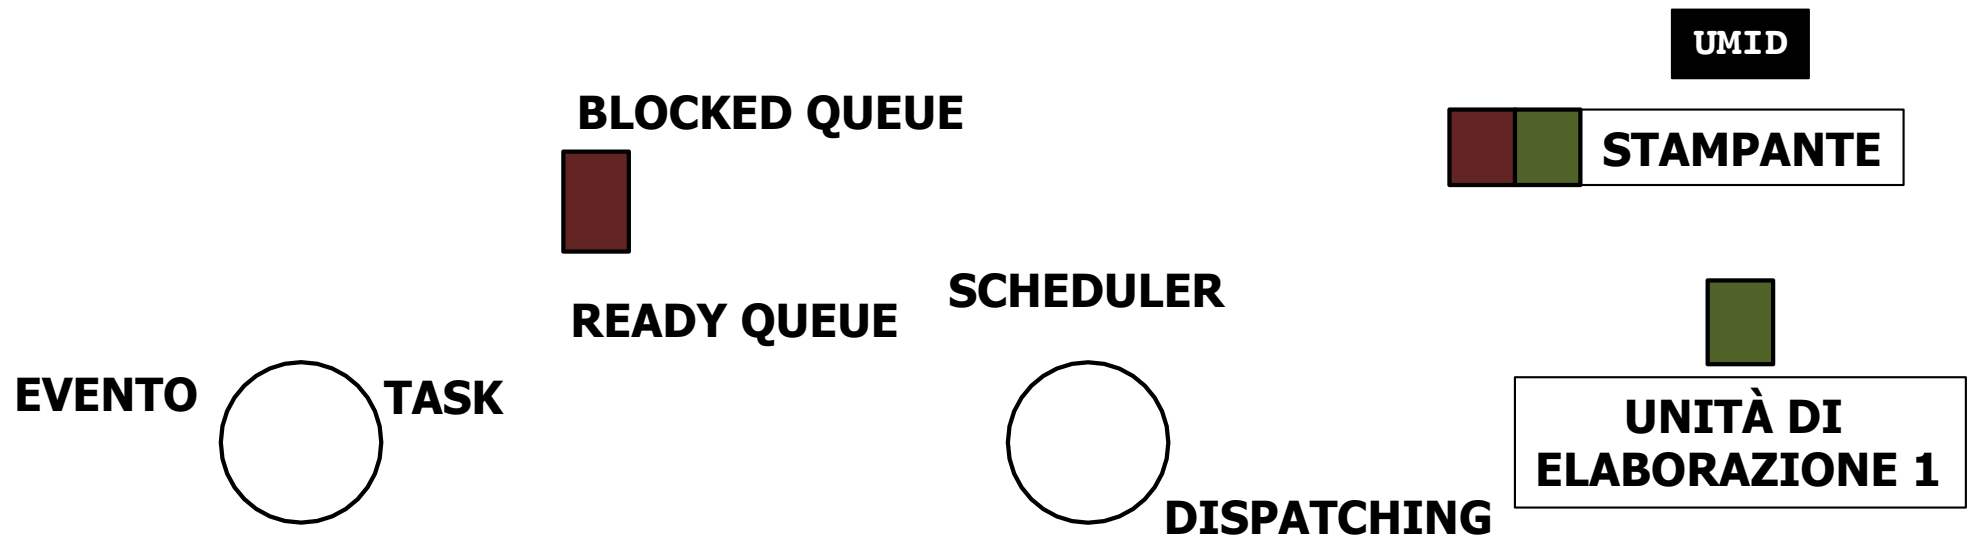 UMID
BLOCKED QUEUE
STAMPANTE
SCHEDULER
READY QUEUE
EVENTO
TASK
UNITÀ DI
ELABORAZIONE 1
DISPATCHING